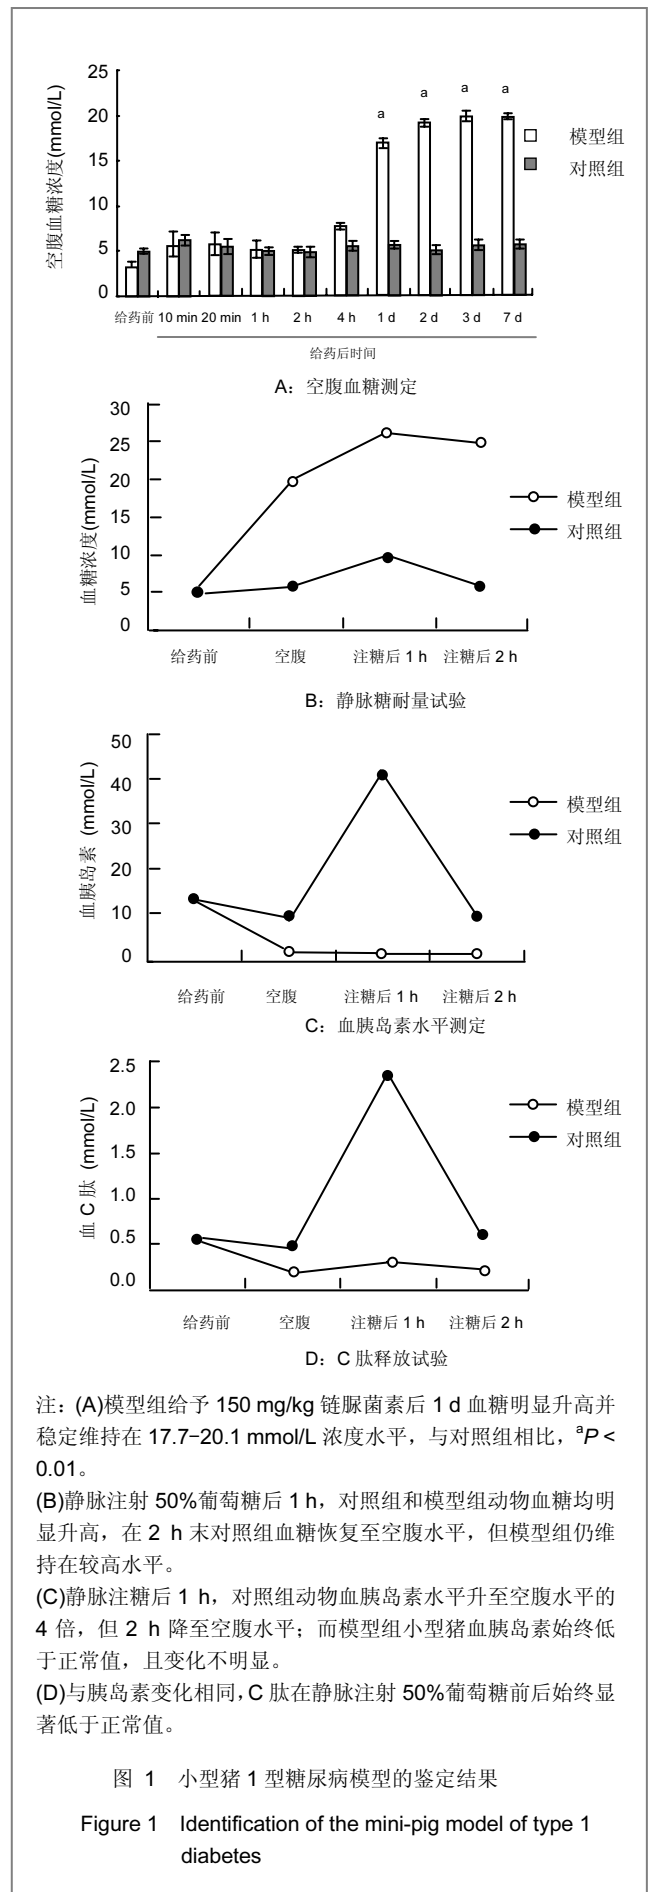 空腹血糖浓度(mmol/L)
25
20
15
10
5
0
a
a
a
a
模型组
对照组
给药前 10 min 20 min 1 h 2 h 4 h 1 d 2 d 3 d 7 d
给药后时间
A：空腹血糖测定
血糖浓度(mmol/L)
30
25
20
15
10
5
0
模型组
对照组
给药前 空腹 注糖后 1 h 注糖后 2 h
B：静脉糖耐量试验
血胰岛素 (mmol/L)
50
40
30
20
10
0
模型组
对照组
给药前 空腹 注糖后 1 h 注糖后 2 h
C：血胰岛素水平测定
血 C 肽 (mmol/L)
2.5
2.0
1.5
1.0
0.5
0.0
模型组
对照组
给药前 空腹 注糖后 1 h 注糖后 2 h
D：C 肽释放试验
注：(A)模型组给予 150 mg/kg 链脲菌素后 1 d 血糖明显升高并
稳定维持在 17.7−20.1 mmol/L 浓度水平，与对照组相比，ᵃP <
0.01。
(B)静脉注射 50%葡萄糖后 1 h，对照组和模型组动物血糖均明
显升高，在 2 h 末对照组血糖恢复至空腹水平，但模型组仍维
持在较高水平。
(C)静脉注糖后 1 h，对照组动物血胰岛素水平升至空腹水平的
4 倍，但 2 h 降至空腹水平；而模型组小型猪血胰岛素始终低
于正常值，且变化不明显。
(D)与胰岛素变化相同，C 肽在静脉注射 50%葡萄糖前后始终显
著低于正常值。
图 1 小型猪 1 型糖尿病模型的鉴定结果
Figure 1 Identification of the mini-pig model of type 1
diabetes